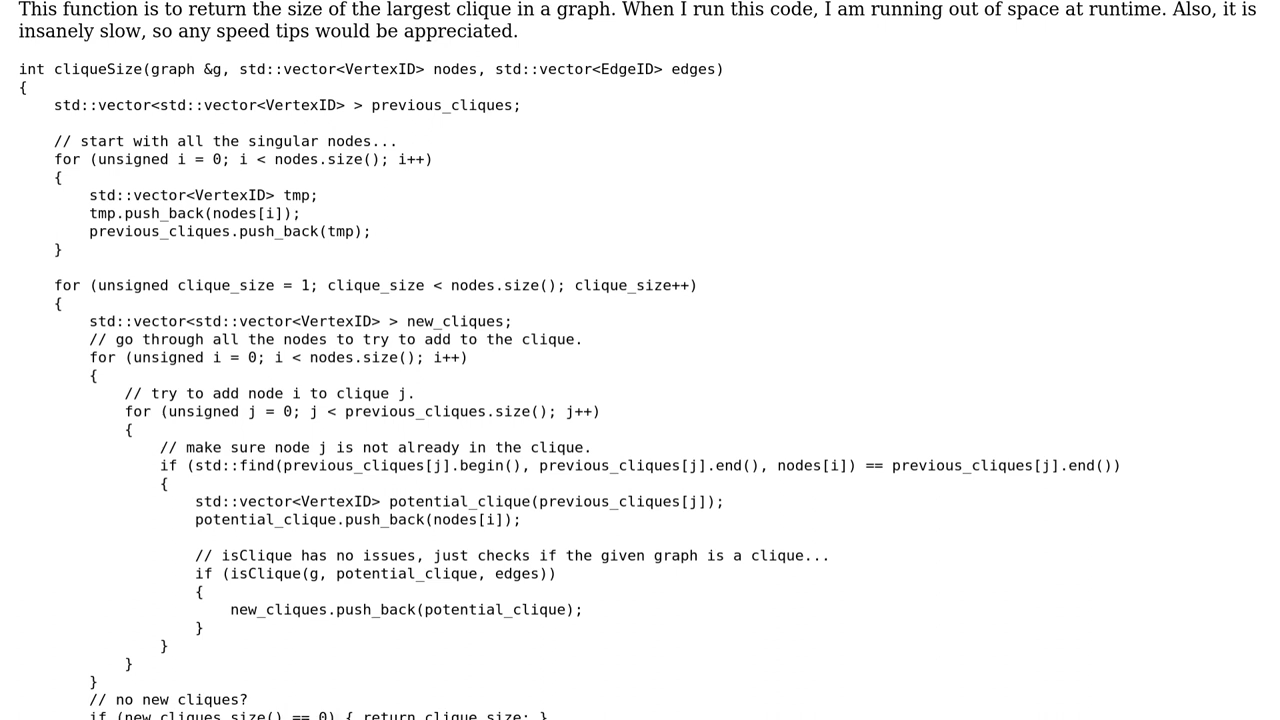 This function is to return the size of the largest clique in a graph. When I run this code, I am running out of space at runtime. Also, it is
insanely slow, so any speed tips would be appreciated.
int cliqueSize(graph &g, std::vector<VertexID> nodes, std::vector<EdgeID> edges)
{
    std::vector<std::vector<VertexID> > previous_cliques;
    // start with all the singular nodes...
    for (unsigned i = 0; i < nodes.size(); i++)
    {
        std::vector<VertexID> tmp;
        tmp.push_back(nodes[i]);
        previous_cliques.push_back(tmp);
    }
    for (unsigned clique_size = 1; clique_size < nodes.size(); clique_size++)
    {
        std::vector<std::vector<VertexID> > new_cliques;
        // go through all the nodes to try to add to the clique.
        for (unsigned i = 0; i < nodes.size(); i++)
        {
            // try to add node i to clique j.
            for (unsigned j = 0; j < previous_cliques.size(); j++)
            {
                // make sure node j is not already in the clique.
                if (std::find(previous_cliques[j].begin(), previous_cliques[j].end(), nodes[i]) == previous_cliques[j].end())
                {
                    std::vector<VertexID> potential_clique(previous_cliques[j]);
                    potential_clique.push_back(nodes[i]);
                    // isClique has no issues, just checks if the given graph is a clique...
                    if (isClique(g, potential_clique, edges))
                    {
                        new_cliques.push_back(potential_clique);
                    }
                }
            }
        }
        // no new cliques?
        if (new_cliques.size() == 0) { return clique_size; }